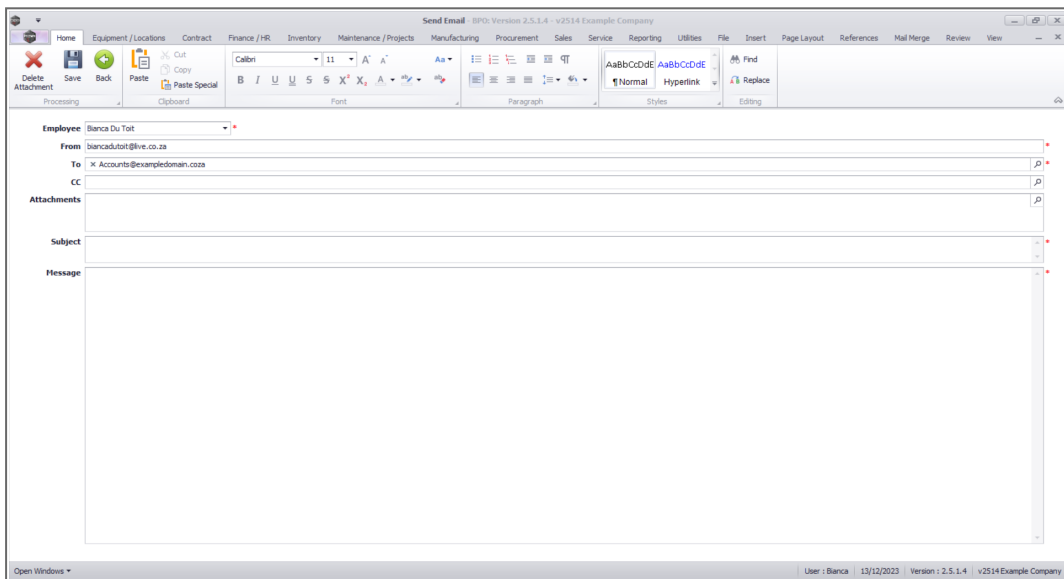 Send Email - BPO: Version 2.5.1.4 - v2514 Example Company
Home Equipment / Locations Contract Finance / HR Inventory Maintenance / Projects Manufacturing Procurement Sales Service Reporting Utilities File Insert Page Layout References Mail Merge Review View
Delete Attachment
Save
Back
Processing
Paste
Cut
Copy
Paste Special
Clipboard
Calibri 11 A A Aa
B I U U S S X² X₂ A aby
Font
Paragraph
AaBbCcDdE AaBbCcDdE
¶ Normal Hyperlink
Styles
Find
Replace
Editing
Employee Bianca Du Toit *
From biancadutoit@live.co.za *
To × Accounts@exampledomain.coza *
CC
Attachments
Subject *
Message *
Open Windows User : Bianca 13/12/2023 Version : 2.5.1.4 v2514 Example Company